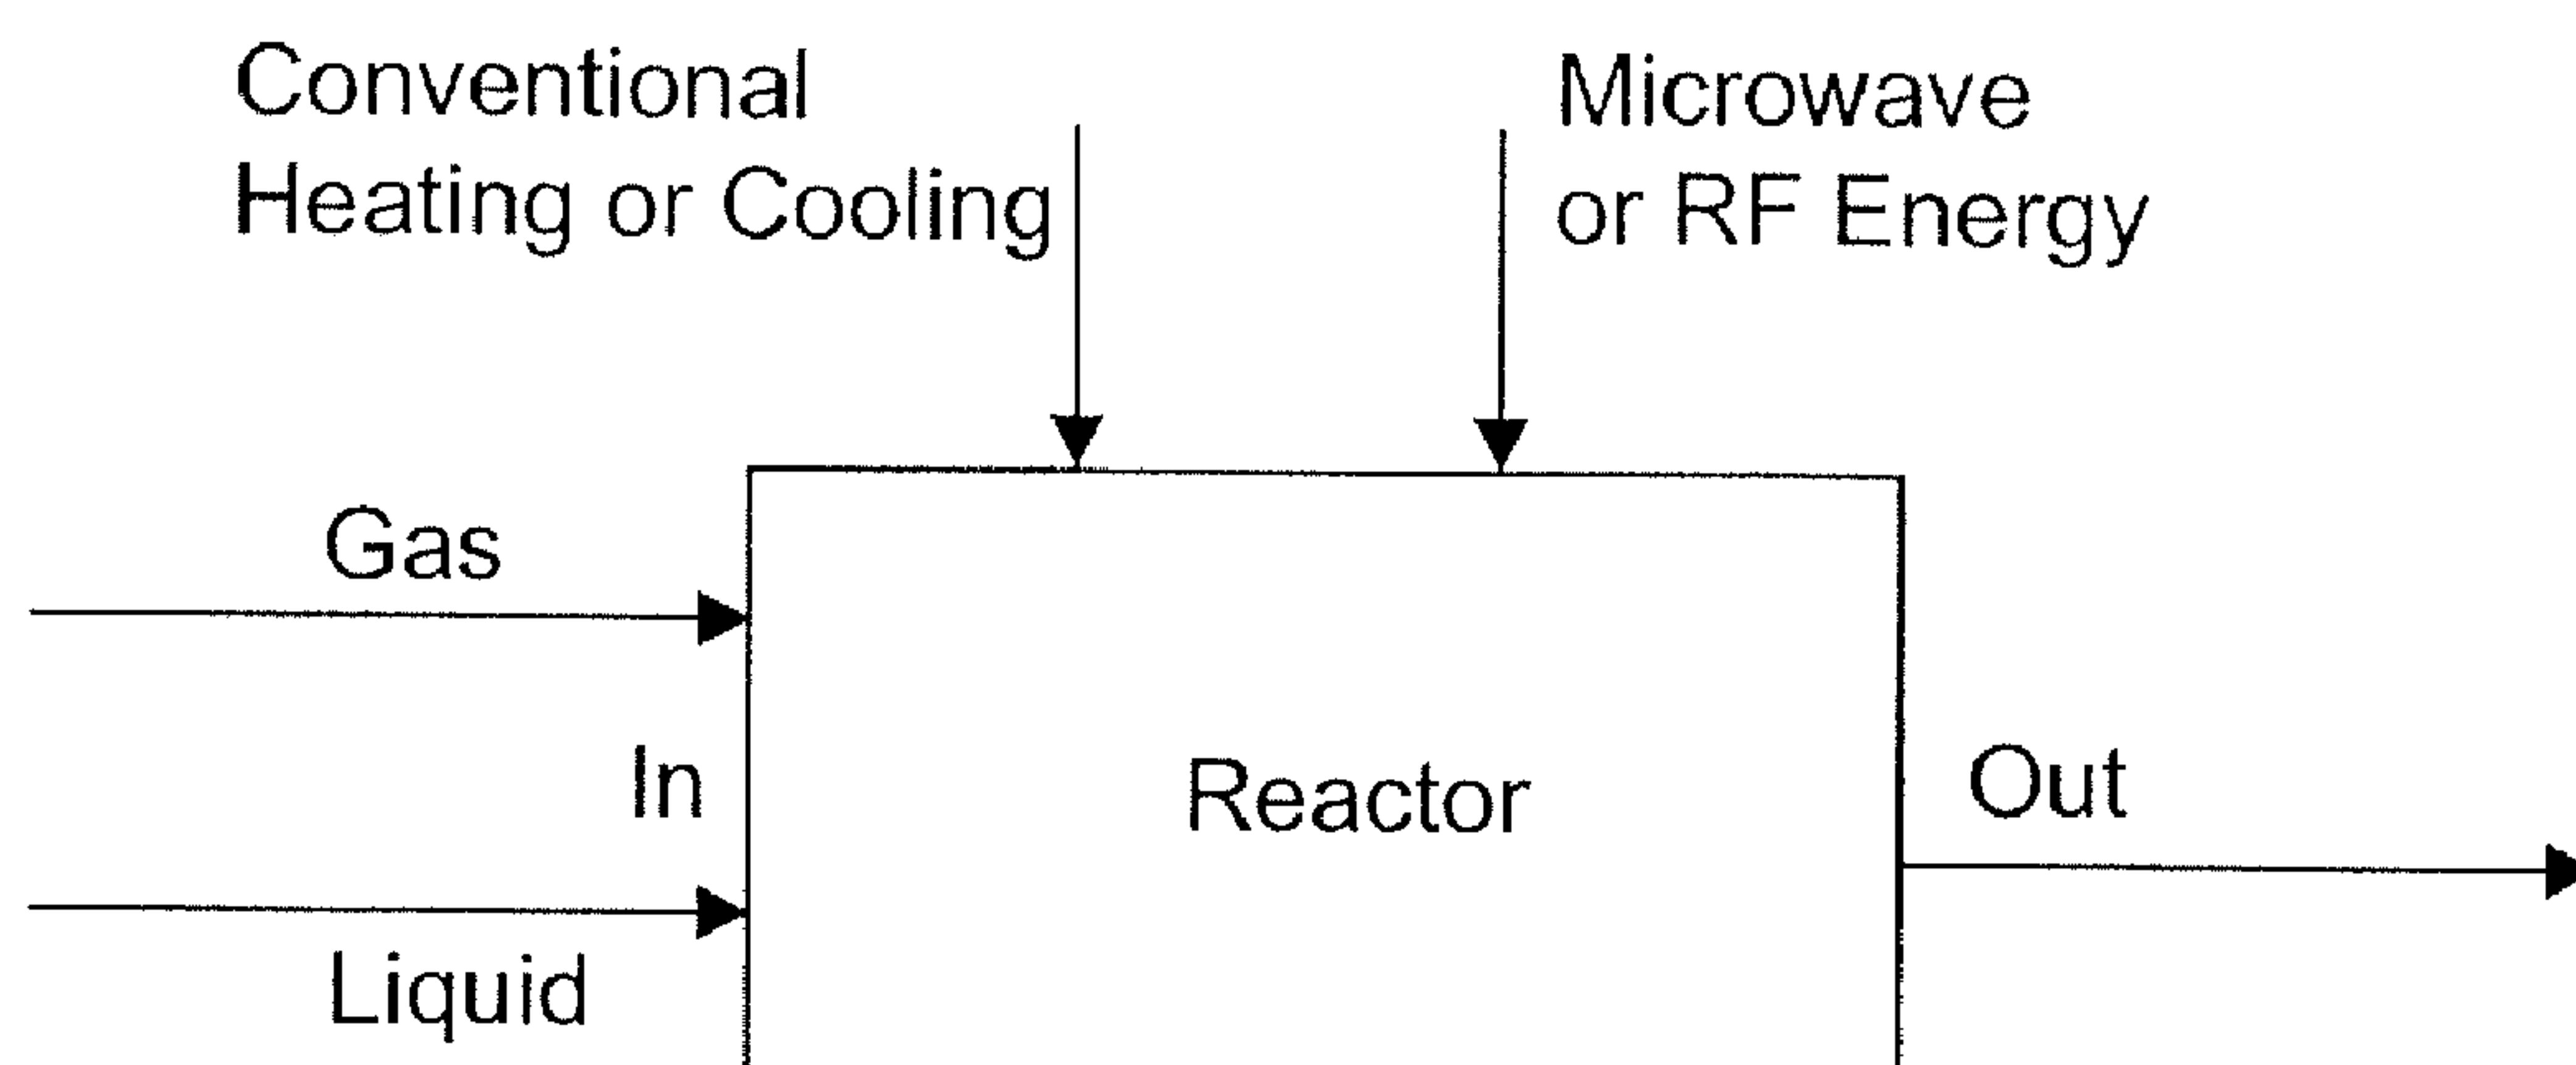 Conventional
Heating or Cooling
Microwave
or RF Energy
Gas
In
Reactor
Out
Liquid